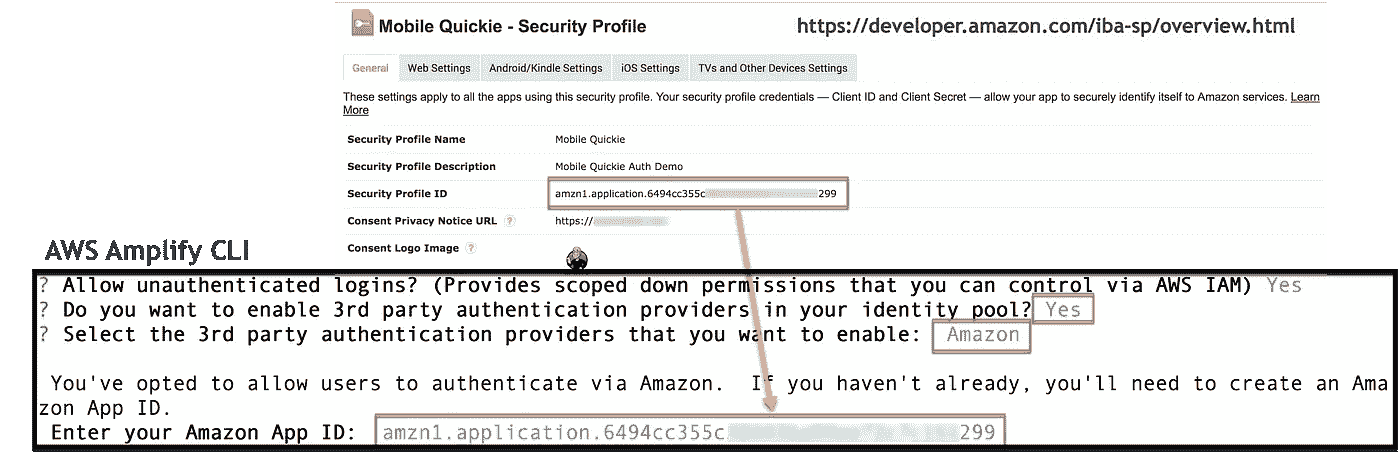 Mobile Quickie - Security Profile
https://developer.amazon.com/iba-sp/overview.html
General Web Settings Android/Kindle Settings iOS Settings TVs and Other Devices Settings
These settings apply to all the apps using this security profile. Your security profile credentials — Client ID and Client Secret — allow your app to securely identify itself to Amazon services. Learn
More
Security Profile Name Mobile Quickie
Security Profile Description Mobile Quickie Auth Demo
Security Profile ID amzn1.application.6494cc355c 299
Consent Privacy Notice URL ? https://
Consent Logo Image ?
AWS Amplify CLI
? Allow unauthenticated logins? (Provides scoped down permissions that you can control via AWS IAM) Yes
? Do you want to enable 3rd party authentication providers in your identity pool? Yes
? Select the 3rd party authentication providers that you want to enable: Amazon
You've opted to allow users to authenticate via Amazon.  If you haven't already, you'll need to create an Ama
zon App ID.
Enter your Amazon App ID: amzn1.application.6494cc355c 299